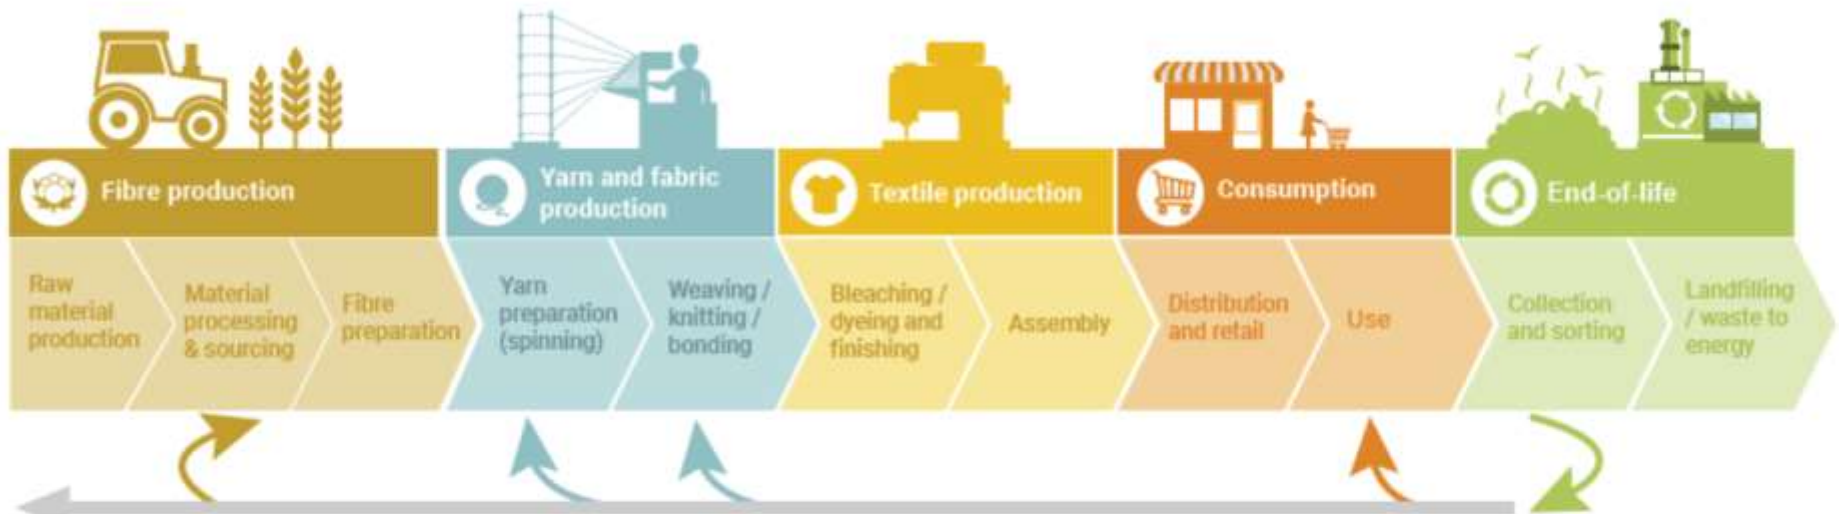 Fibre production
Yarn and fabric
production
Textile production
Consumption
End-of-life
Raw
material
production
Material
processing
& sourcing
Fibre
preparation
Yarn
preparation
(spinning)
Weaving /
knitting /
bonding
Bleaching /
dyeing and
finishing
Assembly
Distribution
and retail
Use
Collection
and sorting
Landfilling
/ waste to
energy